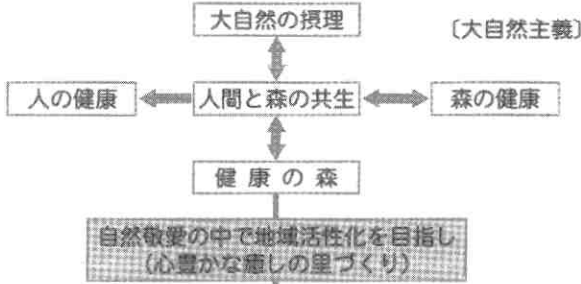 大自然の摂理
〔大自然主義〕
人の健康
人間と森の共生
森の健康
健康の森
自然敬愛の中で地域活性化を目指し
(心豊かな癒しの里づくり)